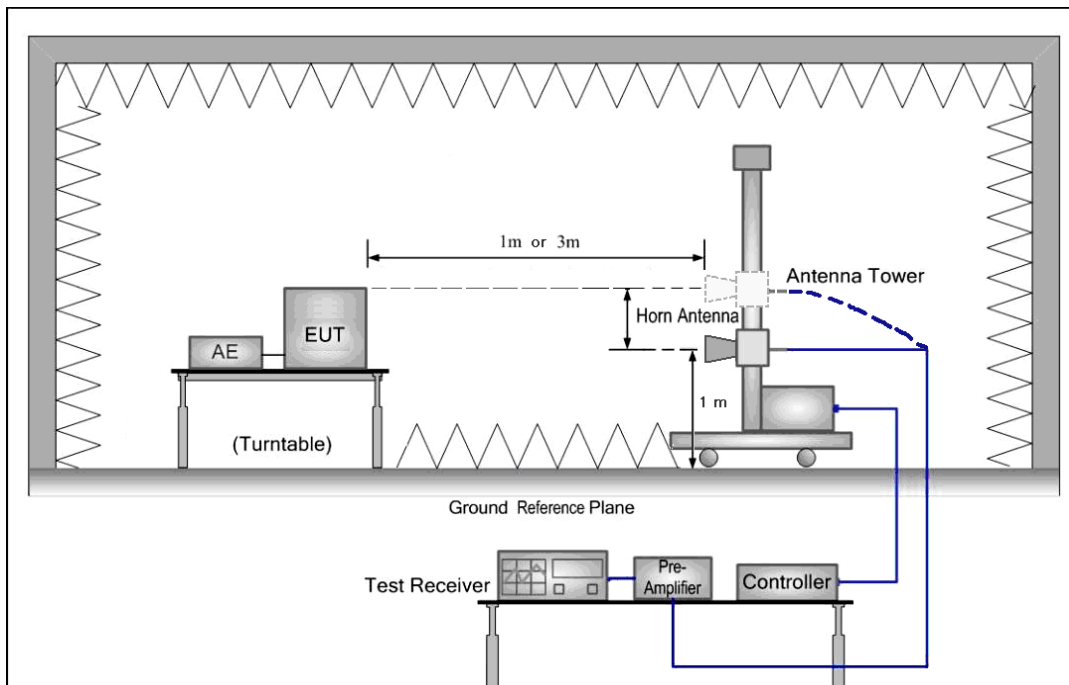 1m or 3m
Antenna Tower
Horn Antenna
EUT
AE
1 m
(Turntable)
Ground Reference Plane
Test Receiver
Pre-
Amplifier
Controller